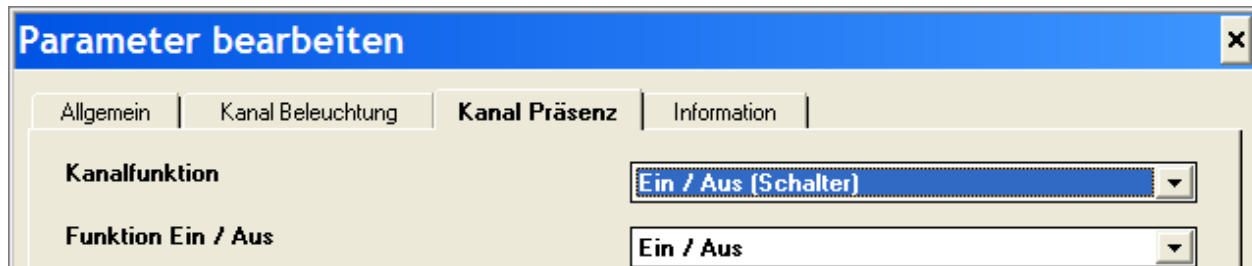 Parameter bearbeiten
Allgemein Kanal Beleuchtung Kanal Präsenz Information
Kanalfunktion Ein / Aus (Schalter)
Funktion Ein / Aus Ein / Aus